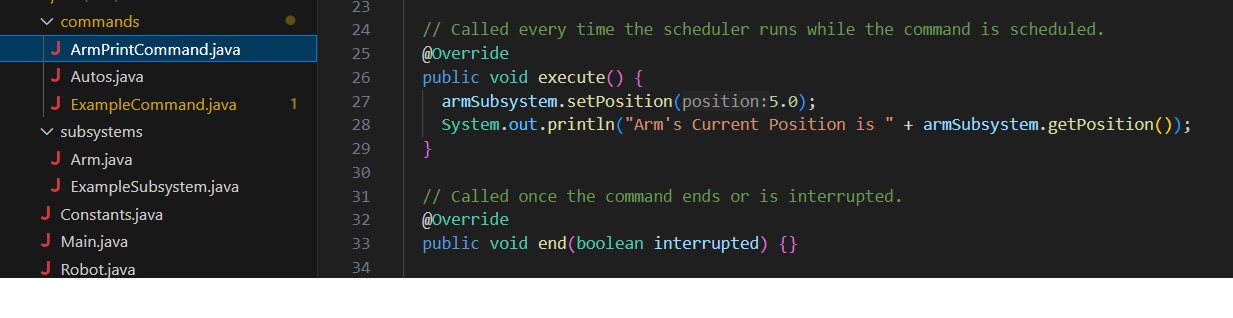 commands
ArmPrintCommand.java
Autos.java
ExampleCommand.java 1
subsystems
Arm.java
ExampleSubsystem.java
Constants.java
Main.java
Robot.java
23
24 // Called every time the scheduler runs while the command is scheduled.
25 @Override
26 public void execute() {
27 armSubsystem.setPosition(position:5.0);
28 System.out.println("Arm's Current Position is " + armSubsystem.getPosition());
29 }
30
31 // Called once the command ends or is interrupted.
32 @Override
33 public void end(boolean interrupted) {}
34